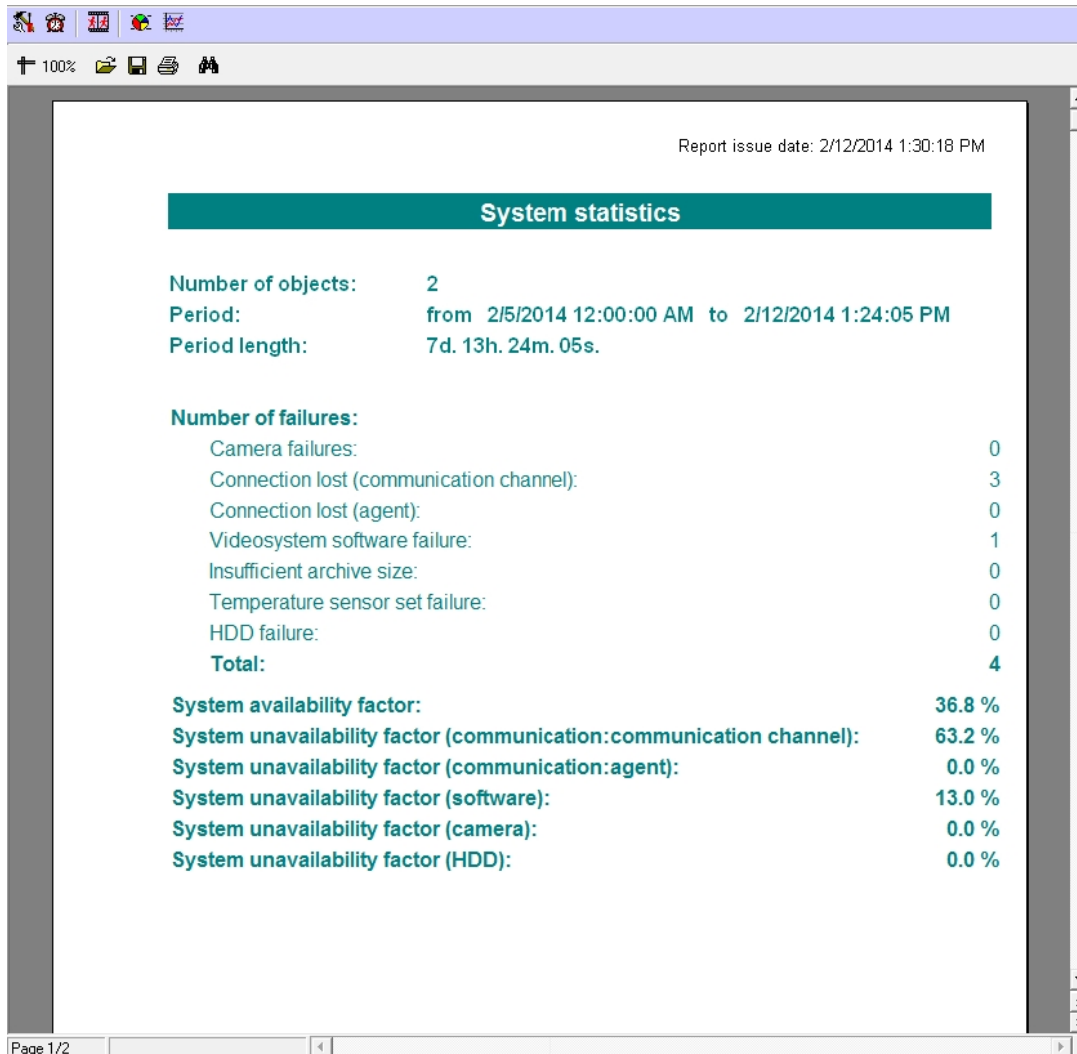 100%
Report issue date: 2/12/2014 1:30:18 PM
System statistics
Number of objects: 2
Period: from 2/5/2014 12:00:00 AM to 2/12/2014 1:24:05 PM
Period length: 7d. 13h. 24m. 05s.
Number of failures:
Camera failures: 0
Connection lost (communication channel): 3
Connection lost (agent): 0
Videosystem software failure: 1
Insufficient archive size: 0
Temperature sensor set failure: 0
HDD failure: 0
Total: 4
System availability factor: 36.8 %
System unavailability factor (communication:communication channel): 63.2 %
System unavailability factor (communication:agent): 0.0 %
System unavailability factor (software): 13.0 %
System unavailability factor (camera): 0.0 %
System unavailability factor (HDD): 0.0 %
Page 1/2